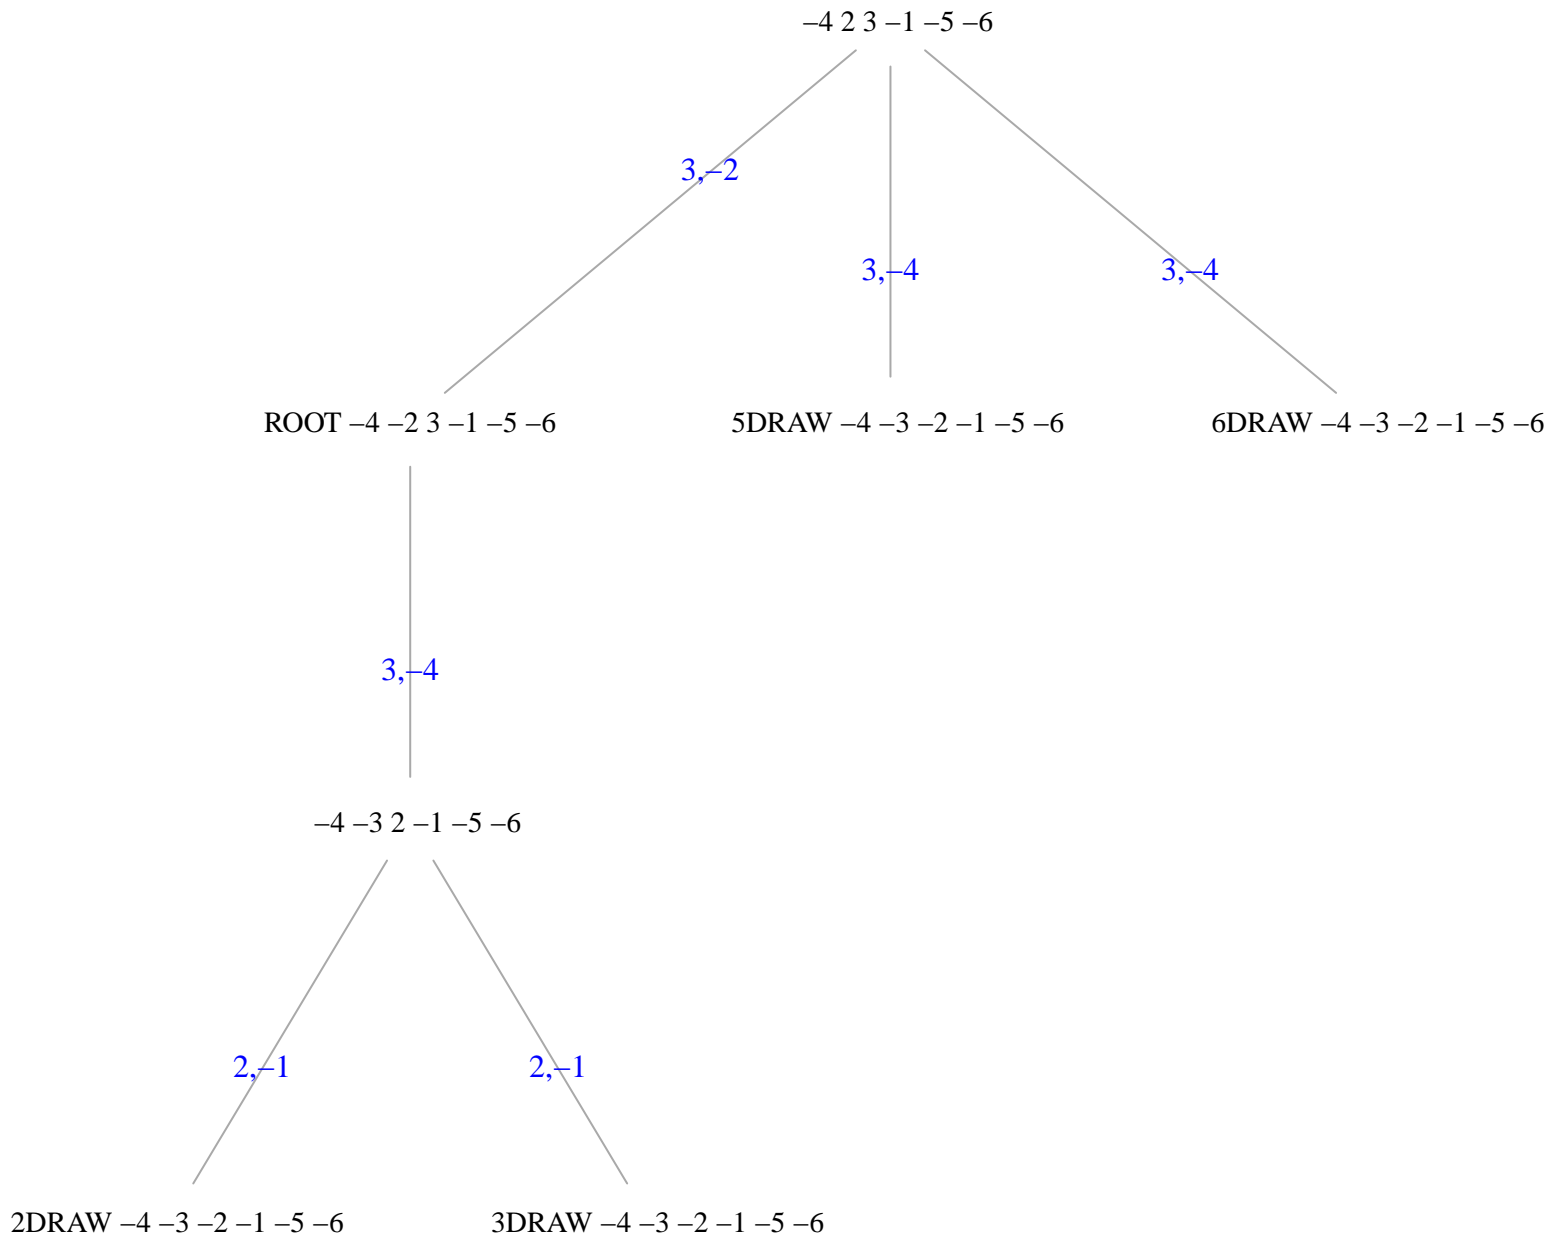 –4 2 3 –1 –5 –6
3,–2
3,–4
3,–4
ROOT –4 –2 3 –1 –5 –6
5DRAW –4 –3 –2 –1 –5 –6
6DRAW –4 –3 –2 –1 –5 –6
3,–4
–4 –3 2 –1 –5 –6
2,–1
2,–1
2DRAW –4 –3 –2 –1 –5 –6
3DRAW –4 –3 –2 –1 –5 –6